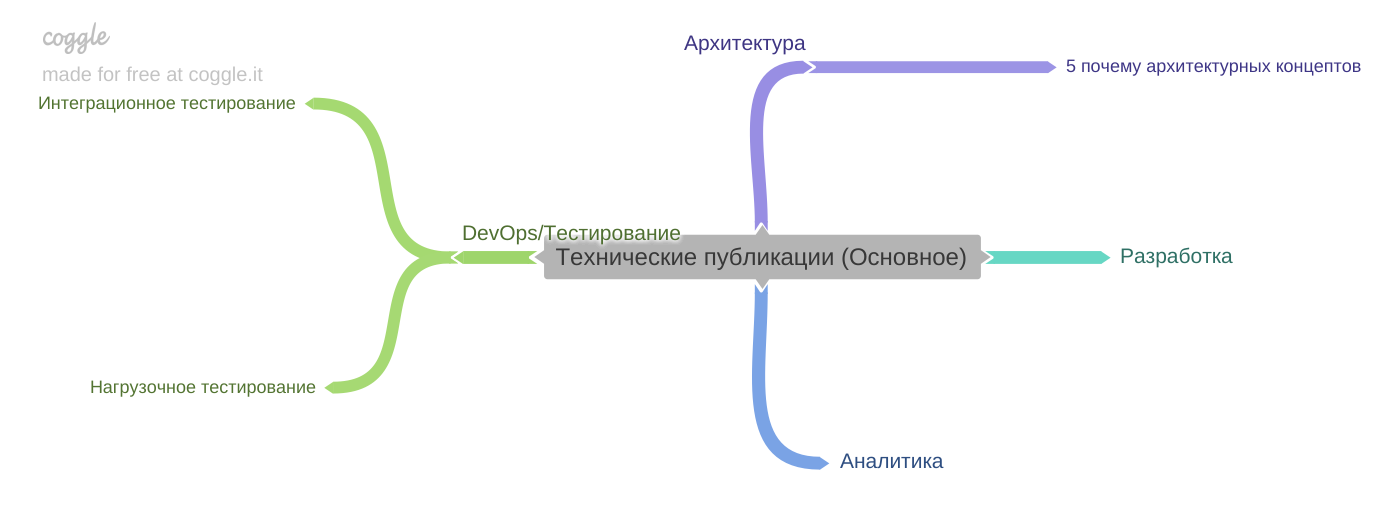 coggle
made for free at coggle.it
Архитектура
5 почему архитектурных концептов
Интеграционное тестирование
DevOps/Тестирование
Технические публикации (Основное)
Разработка
Нагрузочное тестирование
Аналитика